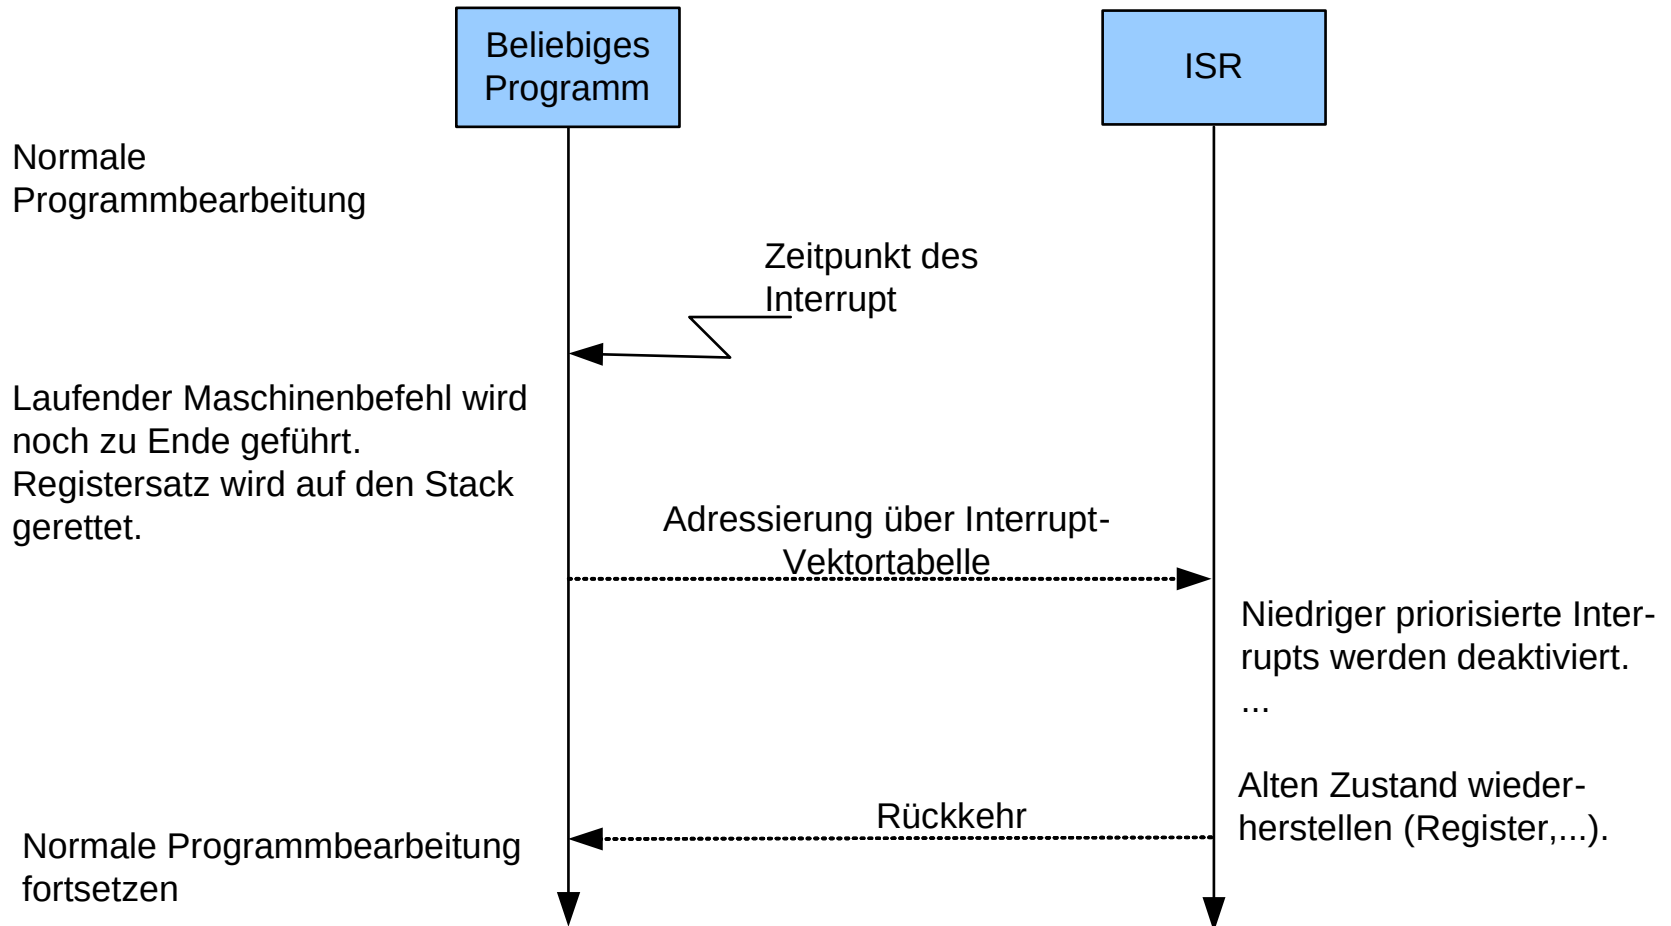 Beliebiges
Programm
ISR
Normale
Programmbearbeitung
Zeitpunkt des
Interrupt
Laufender Maschinenbefehl wird
noch zu Ende geführt.
Registersatz wird auf den Stack
gerettet.
Adressierung über Interrupt-
Vektortabelle
Niedriger priorisierte Inter-
rupts werden deaktiviert.
...
Alten Zustand wieder-
herstellen (Register,...).
Rückkehr
Normale Programmbearbeitung
fortsetzen